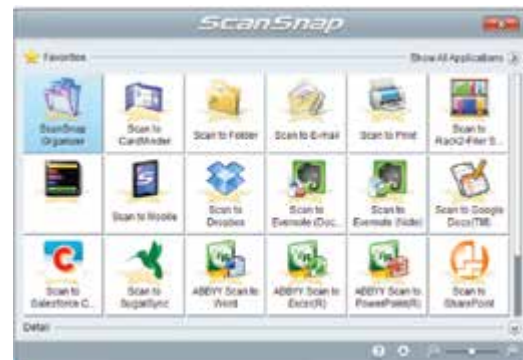 ScanSnap
Favorites
Show All Applications
ScanSnap Organizer
Scan to CardMinder
Scan to Folder
Scan to E-mail
Scan to Print
Scan to Rack2-Filer S...
Scan to Mobile
Scan to Dropbox
Scan to Evernote (Doc...
Scan to Evernote (Note)
Scan to Google Docs(TM)
Scan to Salesforce C...
Scan to SugarSync
ABBYY Scan to Word
ABBYY Scan to Excel(R)
ABBYY Scan to PowerPoint(R)
Scan to SharePoint
Detail